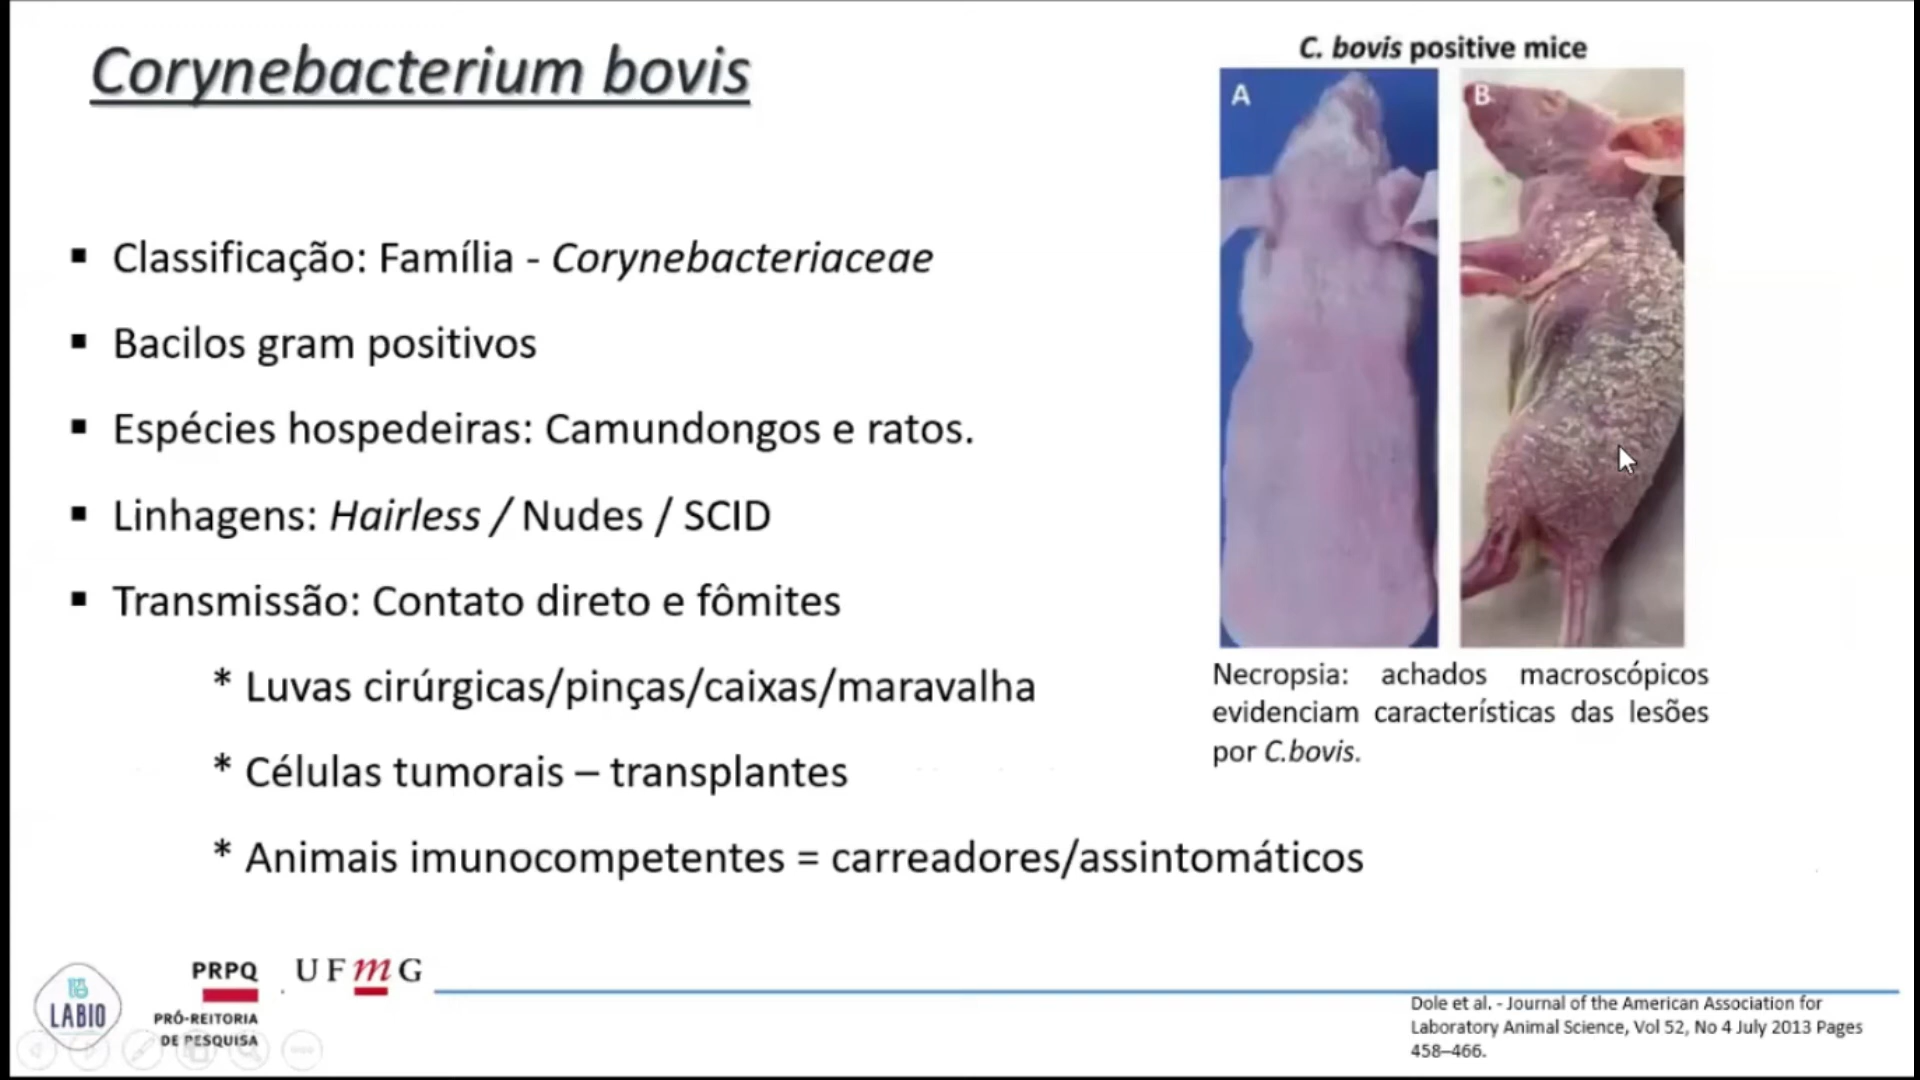 Corynebacterium bovis
C. bovis positive mice
A
B
▪ Classificação: Família - Corynebacteriaceae
▪ Bacilos gram positivos
▪ Espécies hospedeiras: Camundongos e ratos.
▪ Linhagens: Hairless / Nudes / SCID
▪ Transmissão: Contato direto e fômites
* Luvas cirúrgicas/pinças/caixas/maravalha
* Células tumorais – transplantes
* Animais imunocompetentes = carreadores/assintomáticos
Necropsia: achados macroscópicos
evidenciam características das lesões
por C.bovis.
LABIO
PRPQ
PRÓ-REITORIA
DE PESQUISA
UFmG
Dole et al. - Journal of the American Association for
Laboratory Animal Science, Vol 52, No 4 July 2013 Pages
458–466.